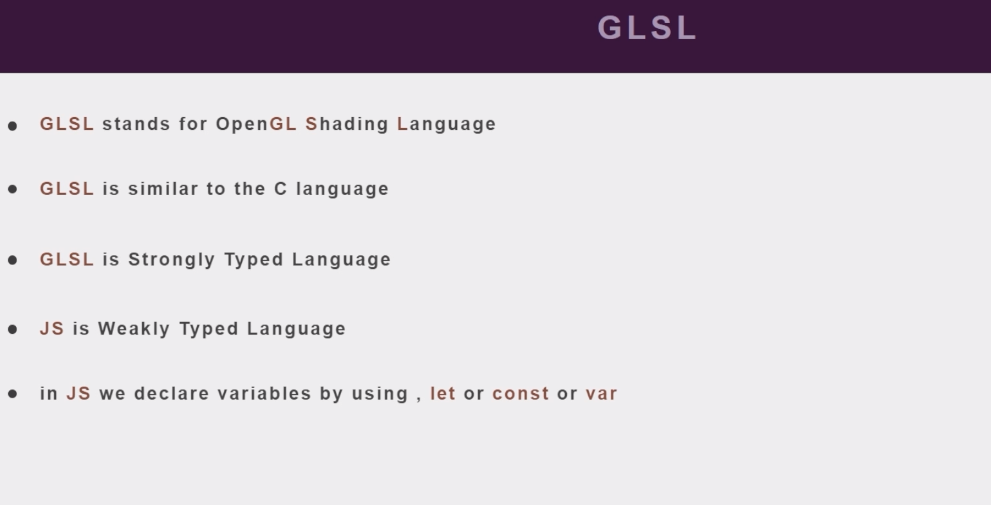 GLSL
● GLSL stands for OpenGL Shading Language
● GLSL is similar to the C language
● GLSL is Strongly Typed Language
● JS is Weakly Typed Language
● in JS we declare variables by using , let or const or var